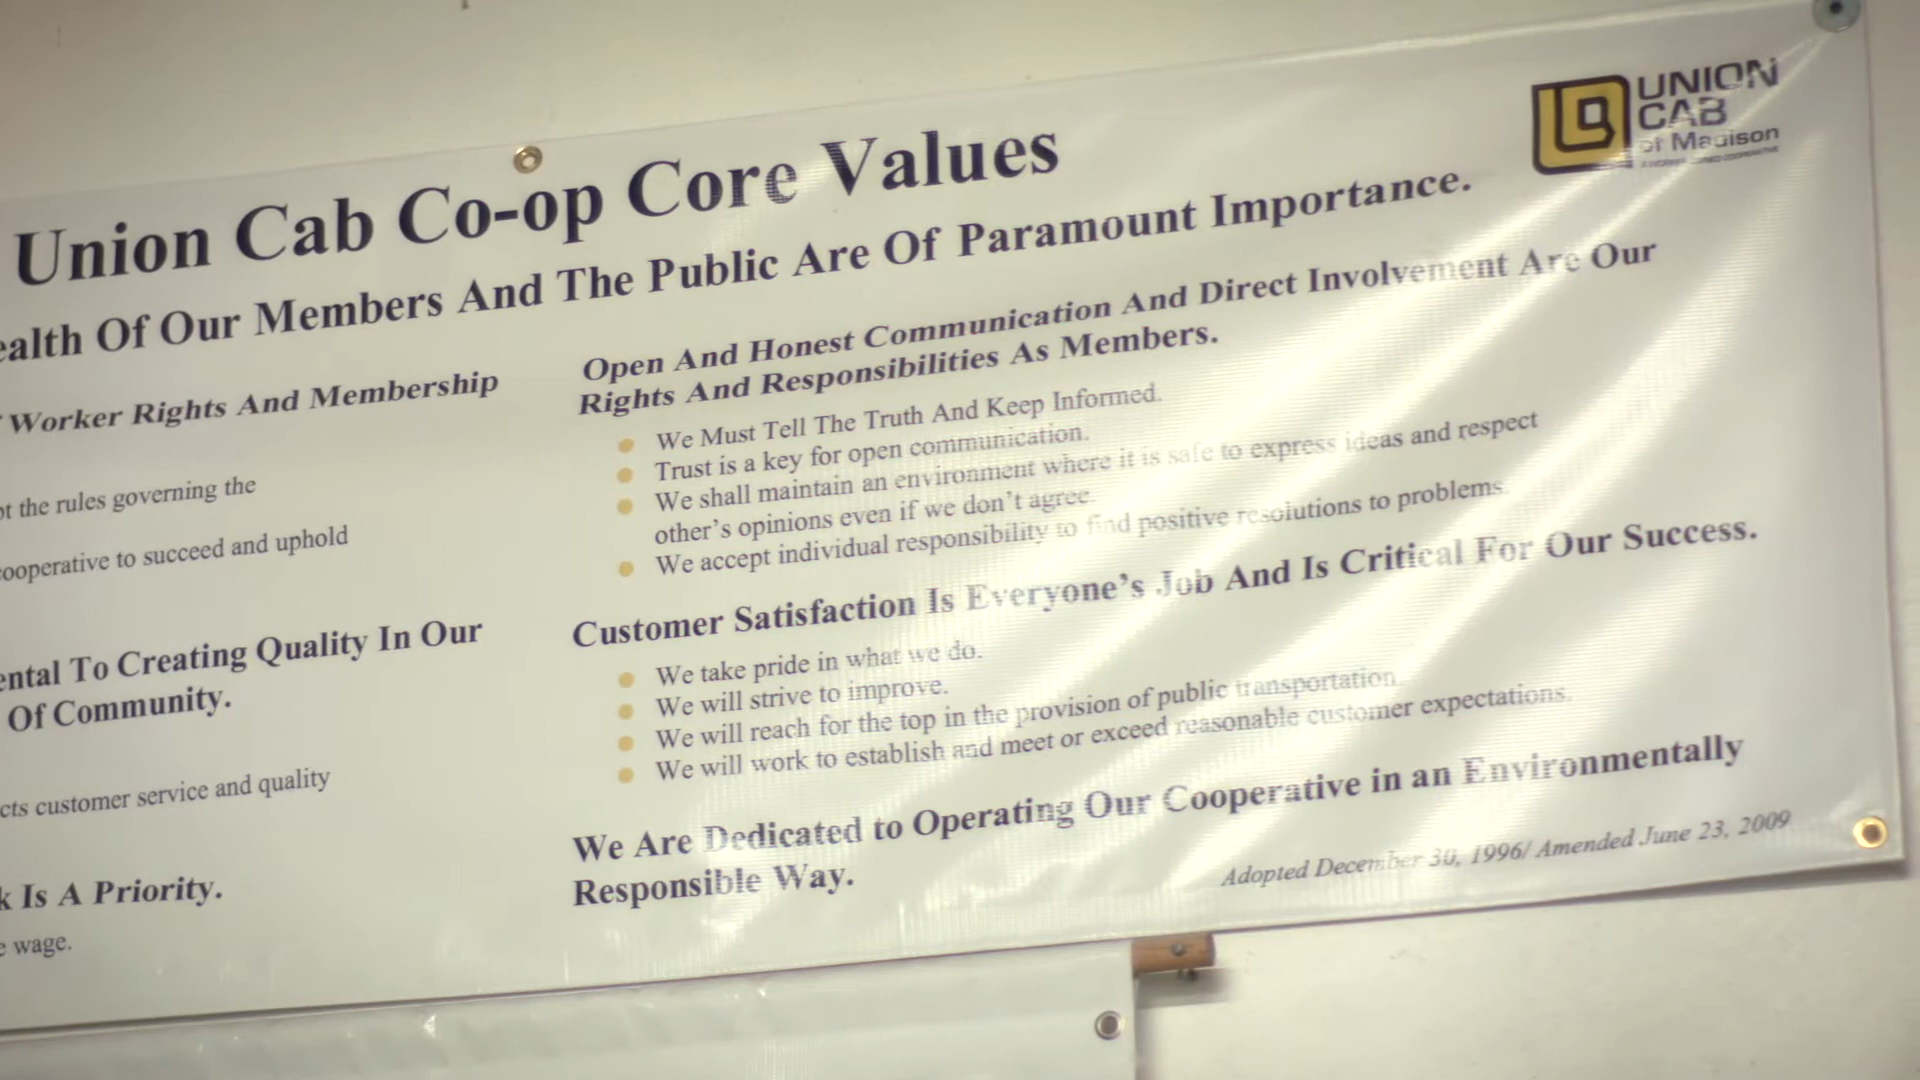 Union Cab Co-op Core Values
UNION
CAB
of Madison
ealth Of Our Members And The Public Are Of Paramount Importance.
Worker Rights And Membership
ot the rules governing the
cooperative to succeed and uphold
ental To Creating Quality In Our
Of Community.
cts customer service and quality
k Is A Priority.
e wage.
Open And Honest Communication And Direct Involvement Are Our
Rights And Responsibilities As Members.
We Must Tell The Truth And Keep Informed.
Trust is a key for open communication.
We shall maintain an environment where it is safe to express ideas and respect
other's opinions even if we don't agree.
We accept individual responsibility to find positive resolutions to problems.
Customer Satisfaction Is Everyone's Job And Is Critical For Our Success.
We take pride in what we do.
We will strive to improve.
We will reach for the top in the provision of public transportation.
We will work to establish and meet or exceed reasonable customer expectations.
We Are Dedicated to Operating Our Cooperative in an Environmentally
Responsible Way.
Adopted December 30, 1996/ Amended June 23, 2009